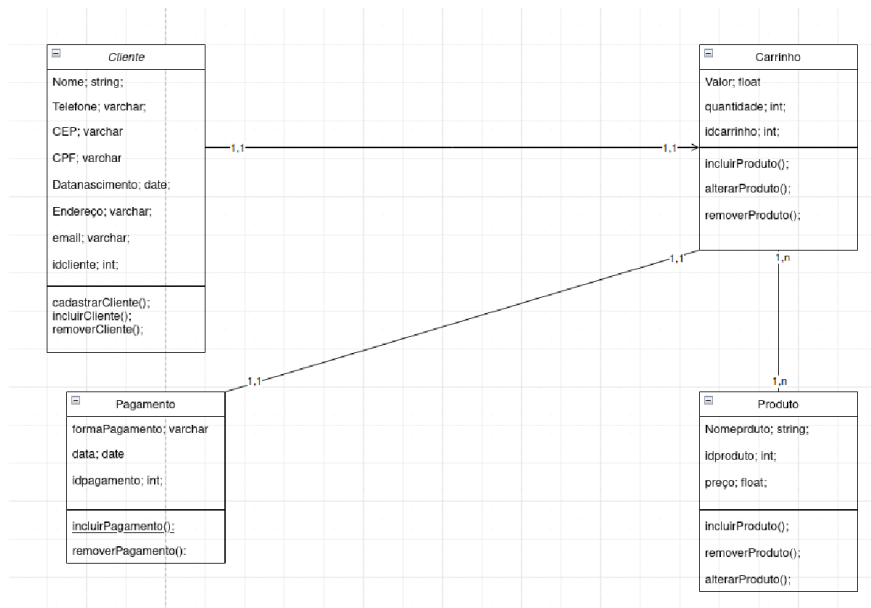 Cliente
Nome; string;
Telefone; varchar;
CEP; varchar
CPF; varchar
Datanascimento; date;
Endereço; varchar;
email; varchar;
idcliente; int;
cadastrarCliente();
incluirCliente();
removerCliente();
1,1
1,1
Carrinho
Valor; float
quantidade; int;
idcarrinho; int;
incluirProduto();
alterarProduto();
removerProduto();
1,1
1,n
1,1
1,n
Pagamento
formaPagamento; varchar
data; date
idpagamento; int;
incluirPagamento():
removerPagamento():
Produto
Nomeprduto; string;
idproduto; int;
preço; float;
incluirProduto();
removerProduto();
alterarProduto();